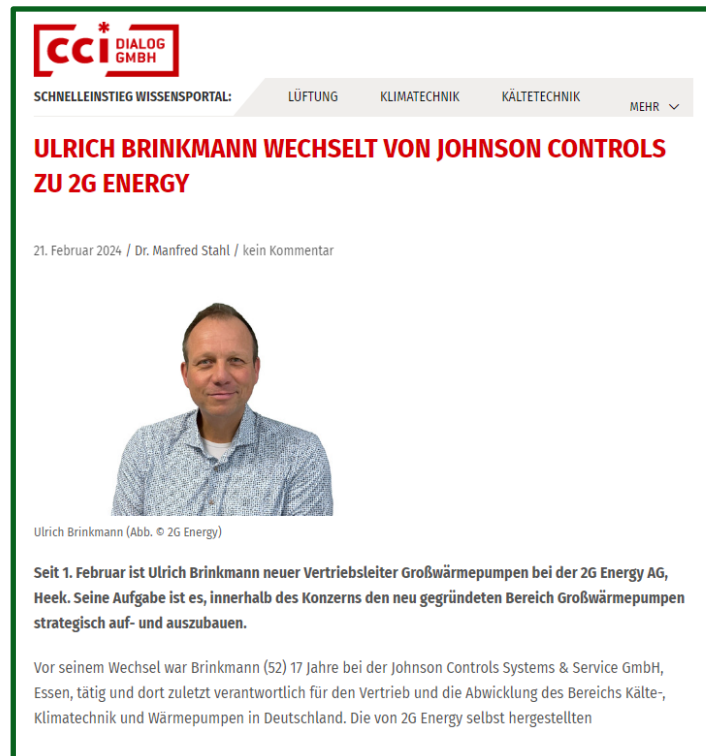 cci DIALOG
GMBH
SCHNELLEINSTIEG WISSENSPORTAL: LÜFTUNG KLIMATECHNIK KÄLTETECHNIK MEHR
ULRICH BRINKMANN WECHSELT VON JOHNSON CONTROLS
ZU 2G ENERGY
21. Februar 2024 / Dr. Manfred Stahl / kein Kommentar
Ulrich Brinkmann (Abb. © 2G Energy)
Seit 1. Februar ist Ulrich Brinkmann neuer Vertriebsleiter Großwärmepumpen bei der 2G Energy AG,
Heek. Seine Aufgabe ist es, innerhalb des Konzerns den neu gegründeten Bereich Großwärmepumpen
strategisch auf- und auszubauen.
Vor seinem Wechsel war Brinkmann (52) 17 Jahre bei der Johnson Controls Systems & Service GmbH,
Essen, tätig und dort zuletzt verantwortlich für den Vertrieb und die Abwicklung des Bereichs Kälte-,
Klimatechnik und Wärmepumpen in Deutschland. Die von 2G Energy selbst hergestellten